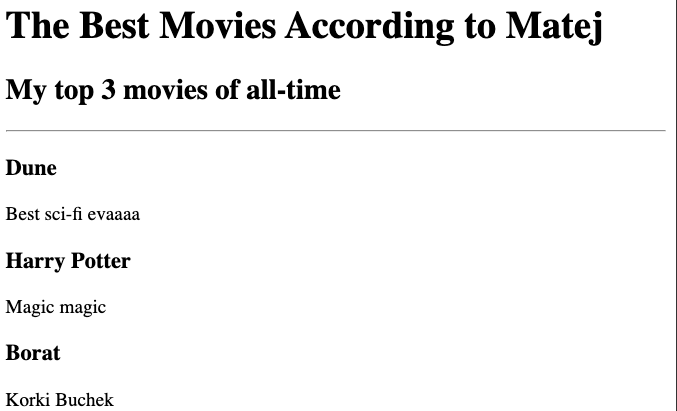 The Best Movies According to Matej
My top 3 movies of all-time
Dune
Best sci-fi evaaaa
Harry Potter
Magic magic
Borat
Korki Buchek